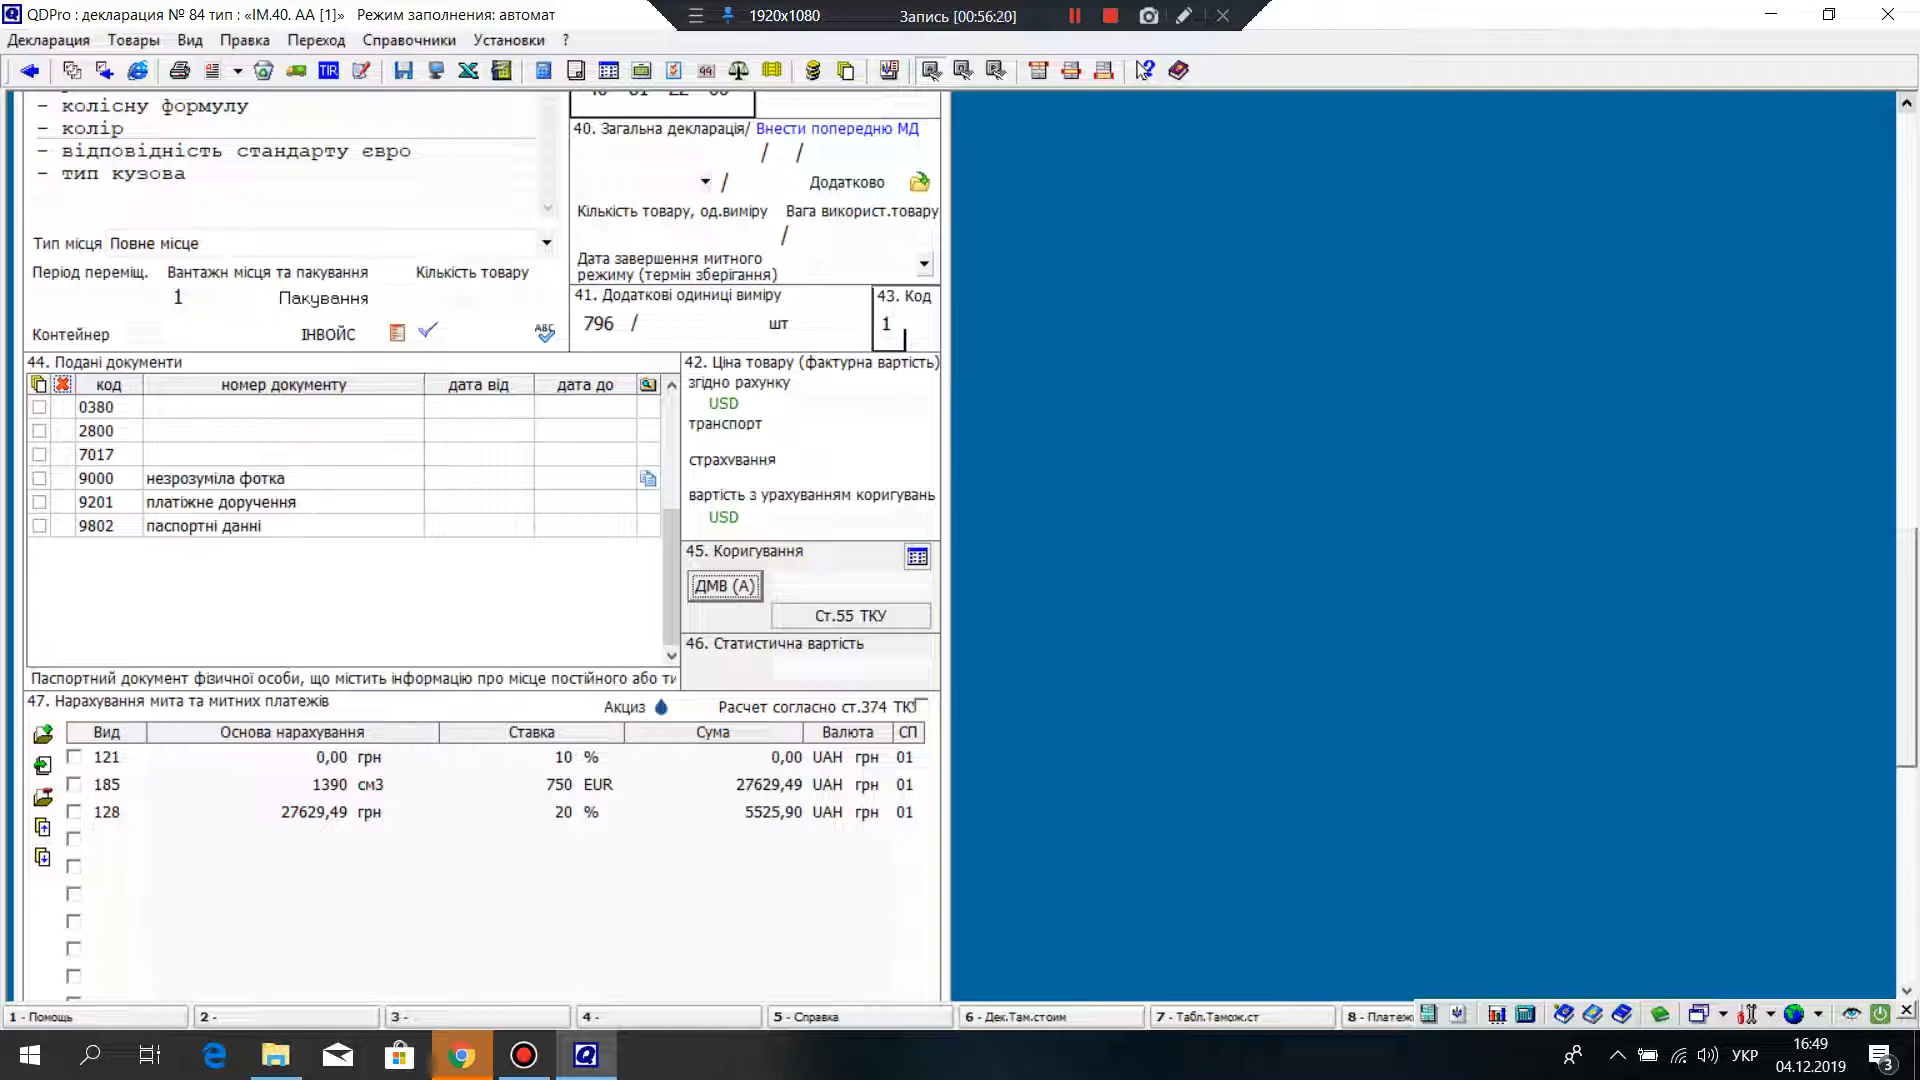 QDPro : декларация № 84 тип : «ІМ.40. АА [1]» Режим заполнения: автомат
1920x1080 Запись [00:56:20]
Декларация Товары Вид Правка Переход Справочники Установки ?
TIR
- колісну формулу
- колір
- відповідність стандарту євро
- тип кузова
40. Загальна декларація/ Внести попередню МД
/ /
/ Додатково
Кількість товару, од.виміру Вага використ.товару
/
Дата завершення митного
режиму (термін зберігання)
Тип місця Повне місце
Період переміщ. Вантажн місця та пакування Кількість товару
1 Пакування
Контейнер ІНВОЙС ABC
41. Додаткові одиниці виміру
796 / шт
43. Код
1
44. Подані документи
код номер документу дата від дата до
0380
2800
7017
9000 незрозуміла фотка
9201 платіжне доручення
9802 паспортні данні
Паспортний документ фізичної особи, що містить інформацію про місце постійного або ти
42. Ціна товару (фактурна вартість)
згідно рахунку
USD
транспорт
страхування
вартість з урахуванням коригувань
USD
45. Коригування
ДМВ (А)
Ст.55 ТКУ
46. Статистична вартість
47. Нарахування мита та митних платежів Акциз Расчет согласно ст.374 ТКУ
Вид Основа нарахування Ставка Сума Валюта СП
121 0,00 грн 10 % 0,00 UAH грн 01
185 1390 см3 750 EUR 27629,49 UAH грн 01
128 27629,49 грн 20 % 5525,90 UAH грн 01
1 - Помощь 2 - 3 - 4 - 5 - Справка 6 - Дек.Там.стоим 7 - Табл.Тамож.ст 8 - Платеж
УКР
16:49
04.12.2019
3